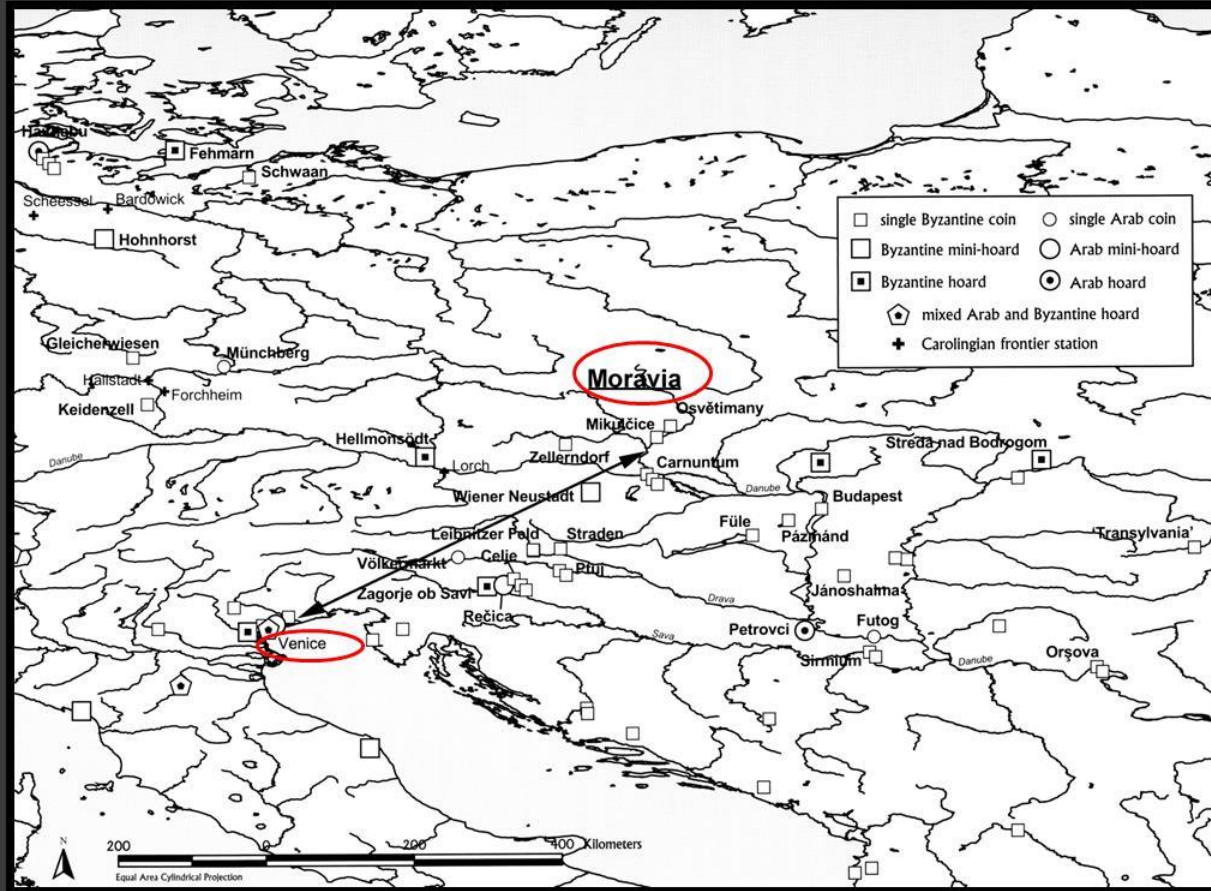 Fehmarn
Schwaan
Scheessel
Bardowick
Hohnhorst
single Byzantine coin
single Arab coin
Byzantine mini-hoard
Arab mini-hoard
Byzantine hoard
Arab hoard
mixed Arab and Byzantine hoard
Carolingian frontier station
Gleicherwiesen
Münchberg
Hallstadt
Forchheim
Keidenzell
Moravia
Osvětimany
Mikulčice
Hellmonsödt
Zellerndorf
Streda nad Bodrogom
Danube
Lorch
Carnuntum
Wiener Neustadt
Danube
Budapest
Füle
Pázmánd
Leibnitzer Feld
Straden
'Transylvania'
Völkermarkt
Celje
Ptuj
Jánoshalma
Zagorje ob Savi
Rečica
Drava
Venice
Sava
Petrovci
Futog
Sirmium
Danube
Orşova
N
200 0 200 400 Kilometers
Equal Area Cylindrical Projection